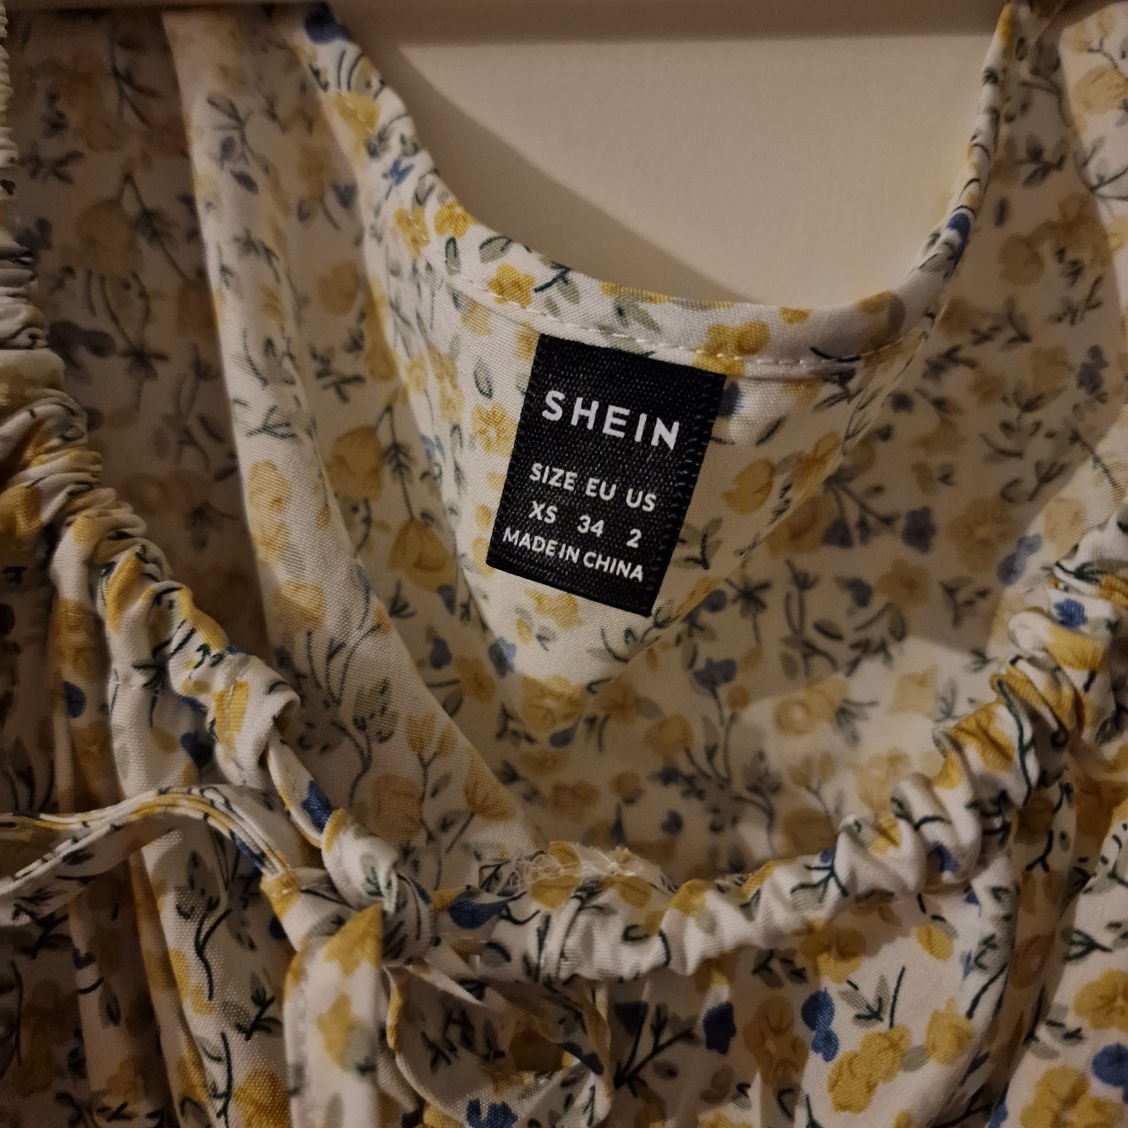 SHEIN
SIZE EU US
XS 34 2
MADE IN CHINA